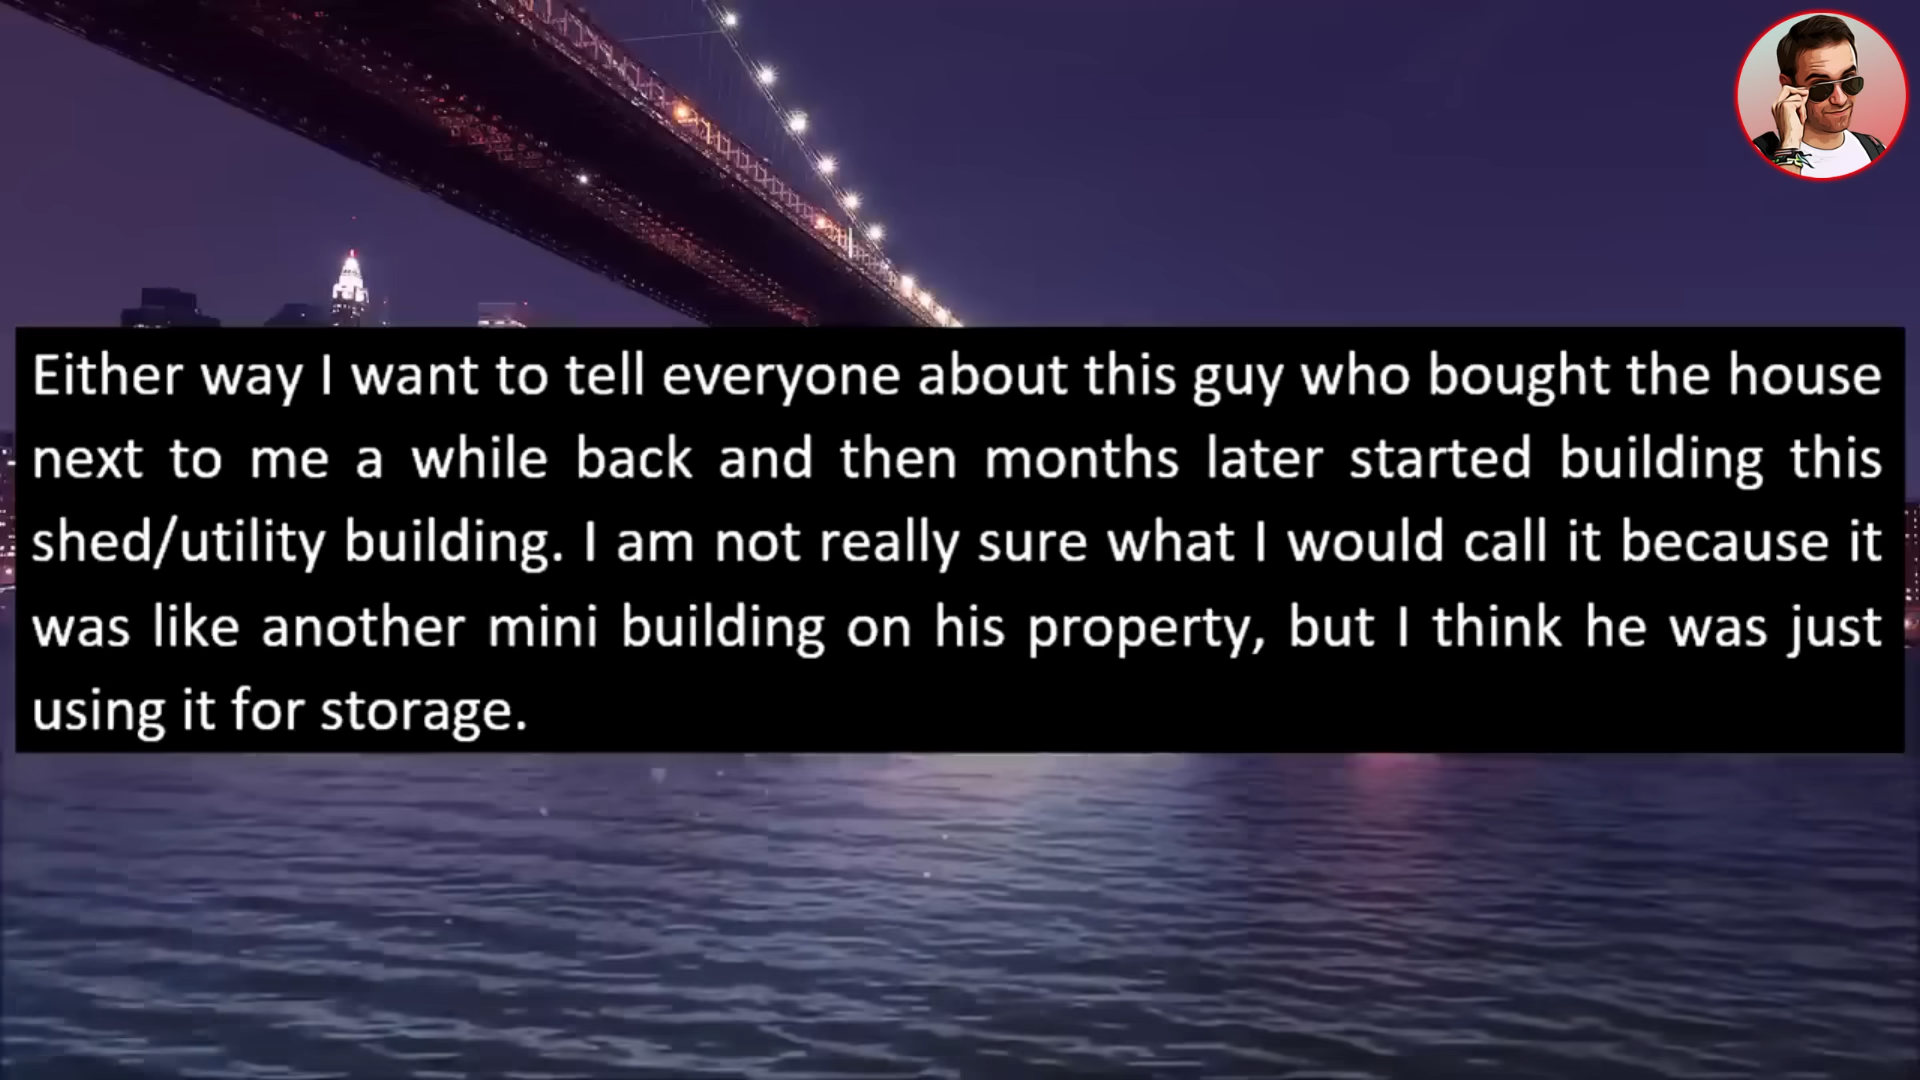 Either way I want to tell everyone about this guy who bought the house
next to me a while back and then months later started building this
shed/utility building. I am not really sure what I would call it because it
was like another mini building on his property, but I think he was just
using it for storage.